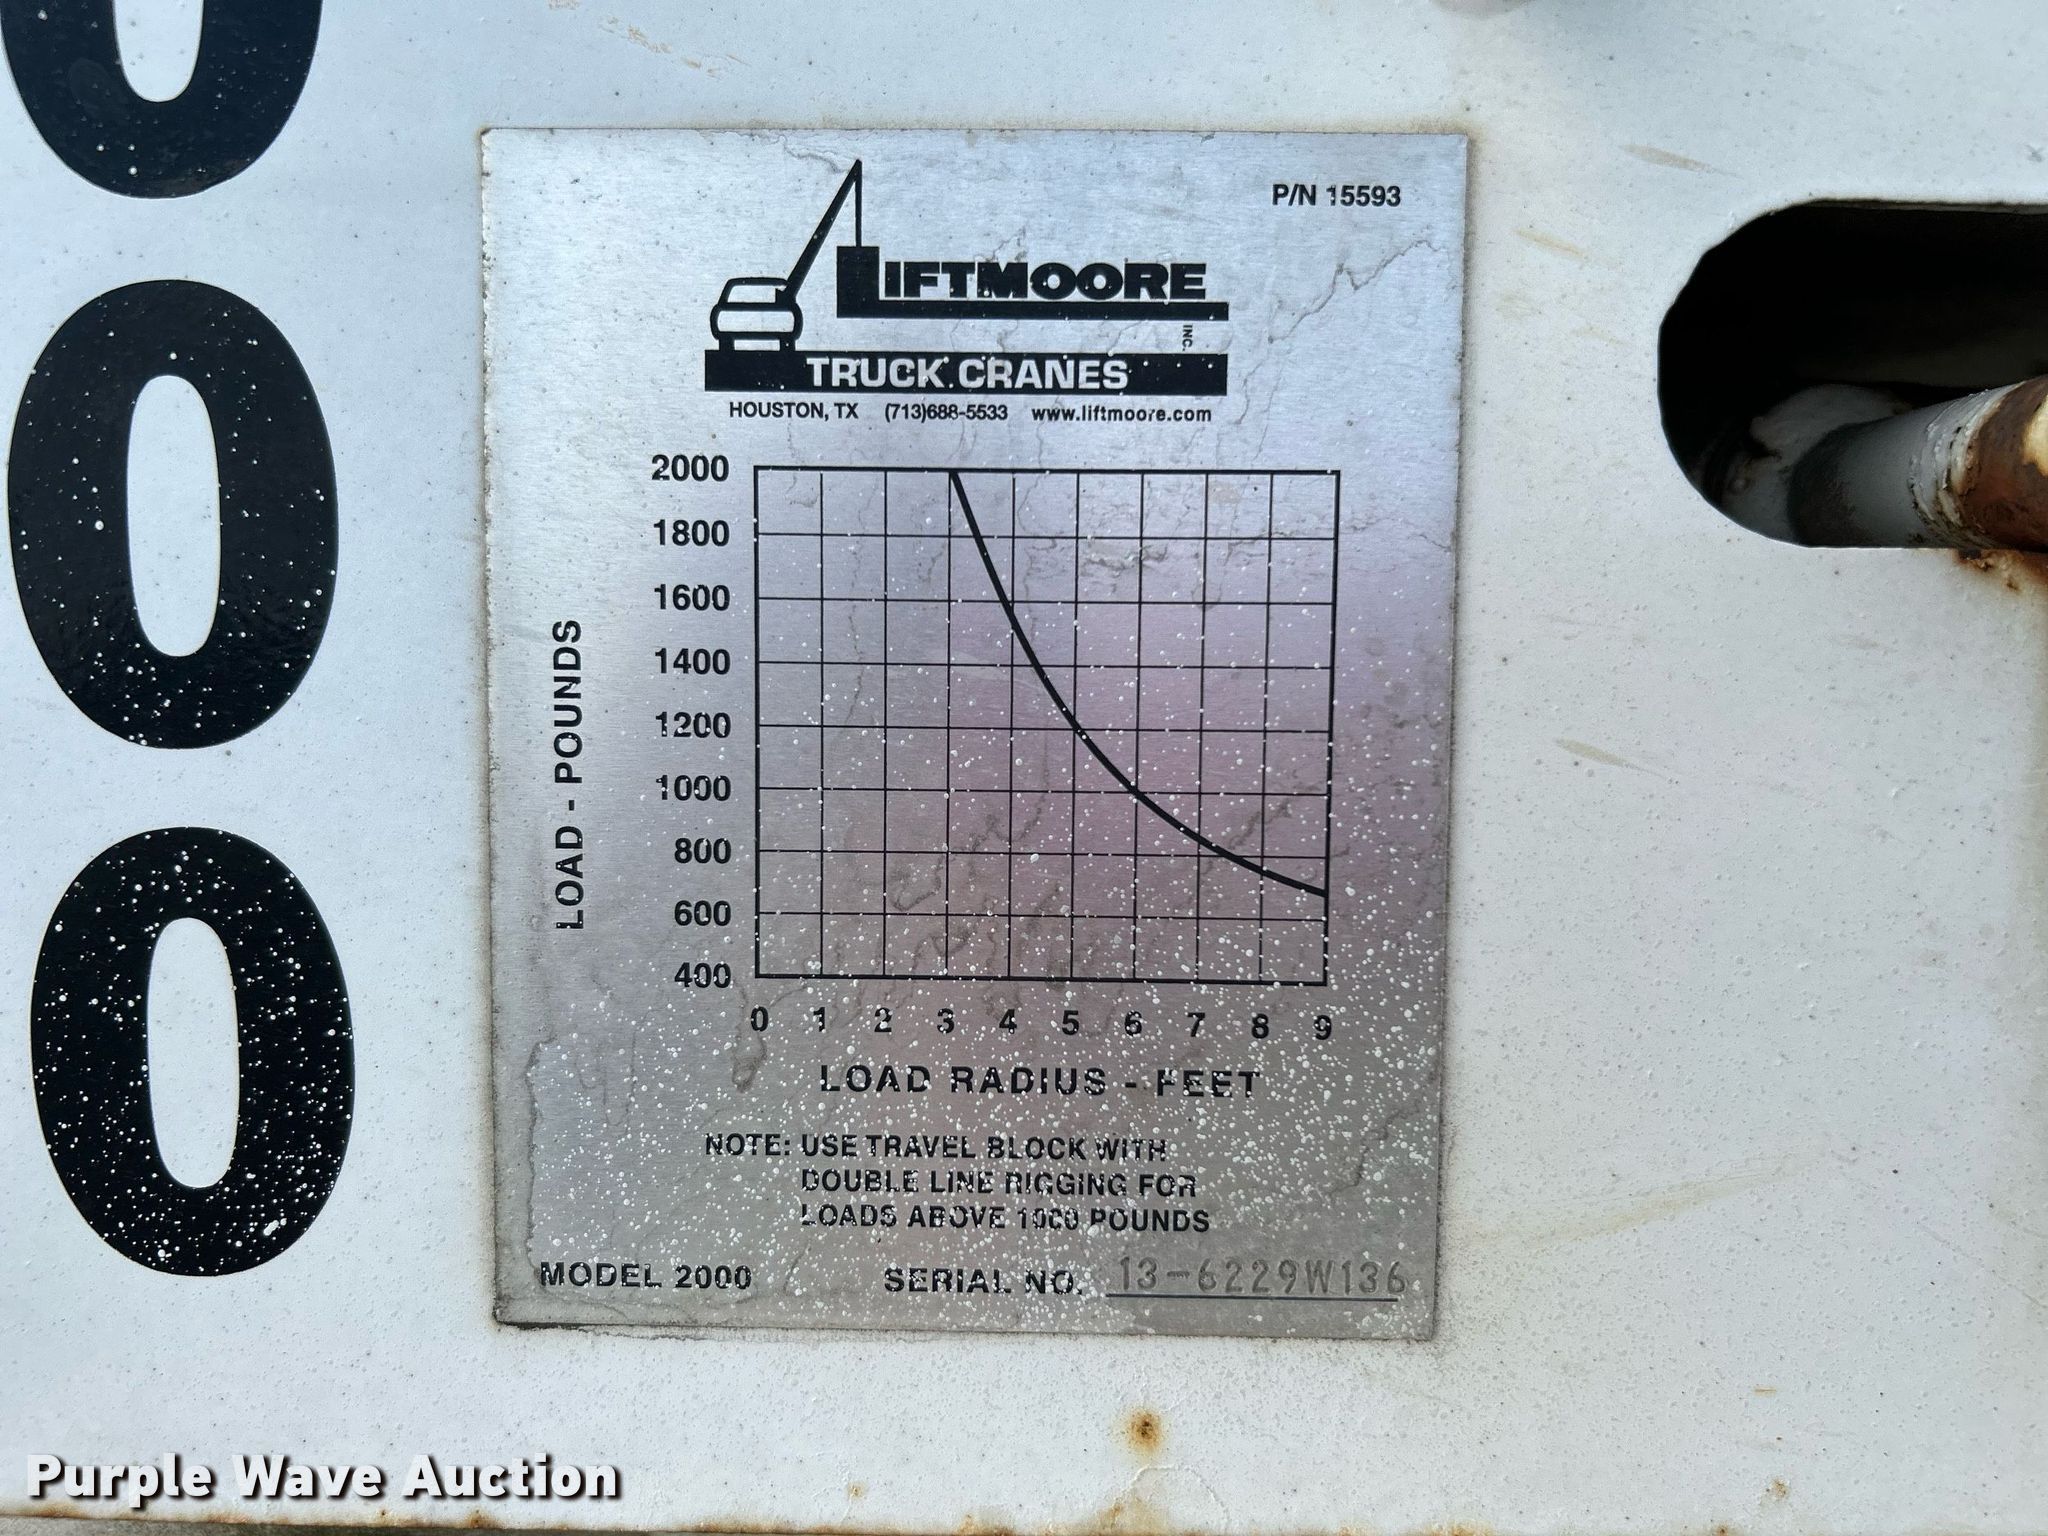 0
0
0
P/N 15593
LIFTMOORE
INC.
TRUCK CRANES
HOUSTON, TX (713)688-5533 www.liftmoore.com
2000
1800
1600
1400
1200
1000
800
600
400
LOAD - POUNDS
0 1 2 3 4 5 6 7 8 9
LOAD RADIUS - FEET
NOTE: USE TRAVEL BLOCK WITH
DOUBLE LINE RIGGING FOR
LOADS ABOVE 1000 POUNDS
MODEL 2000 SERIAL NO. 13-6229W136
Purple Wave Auction